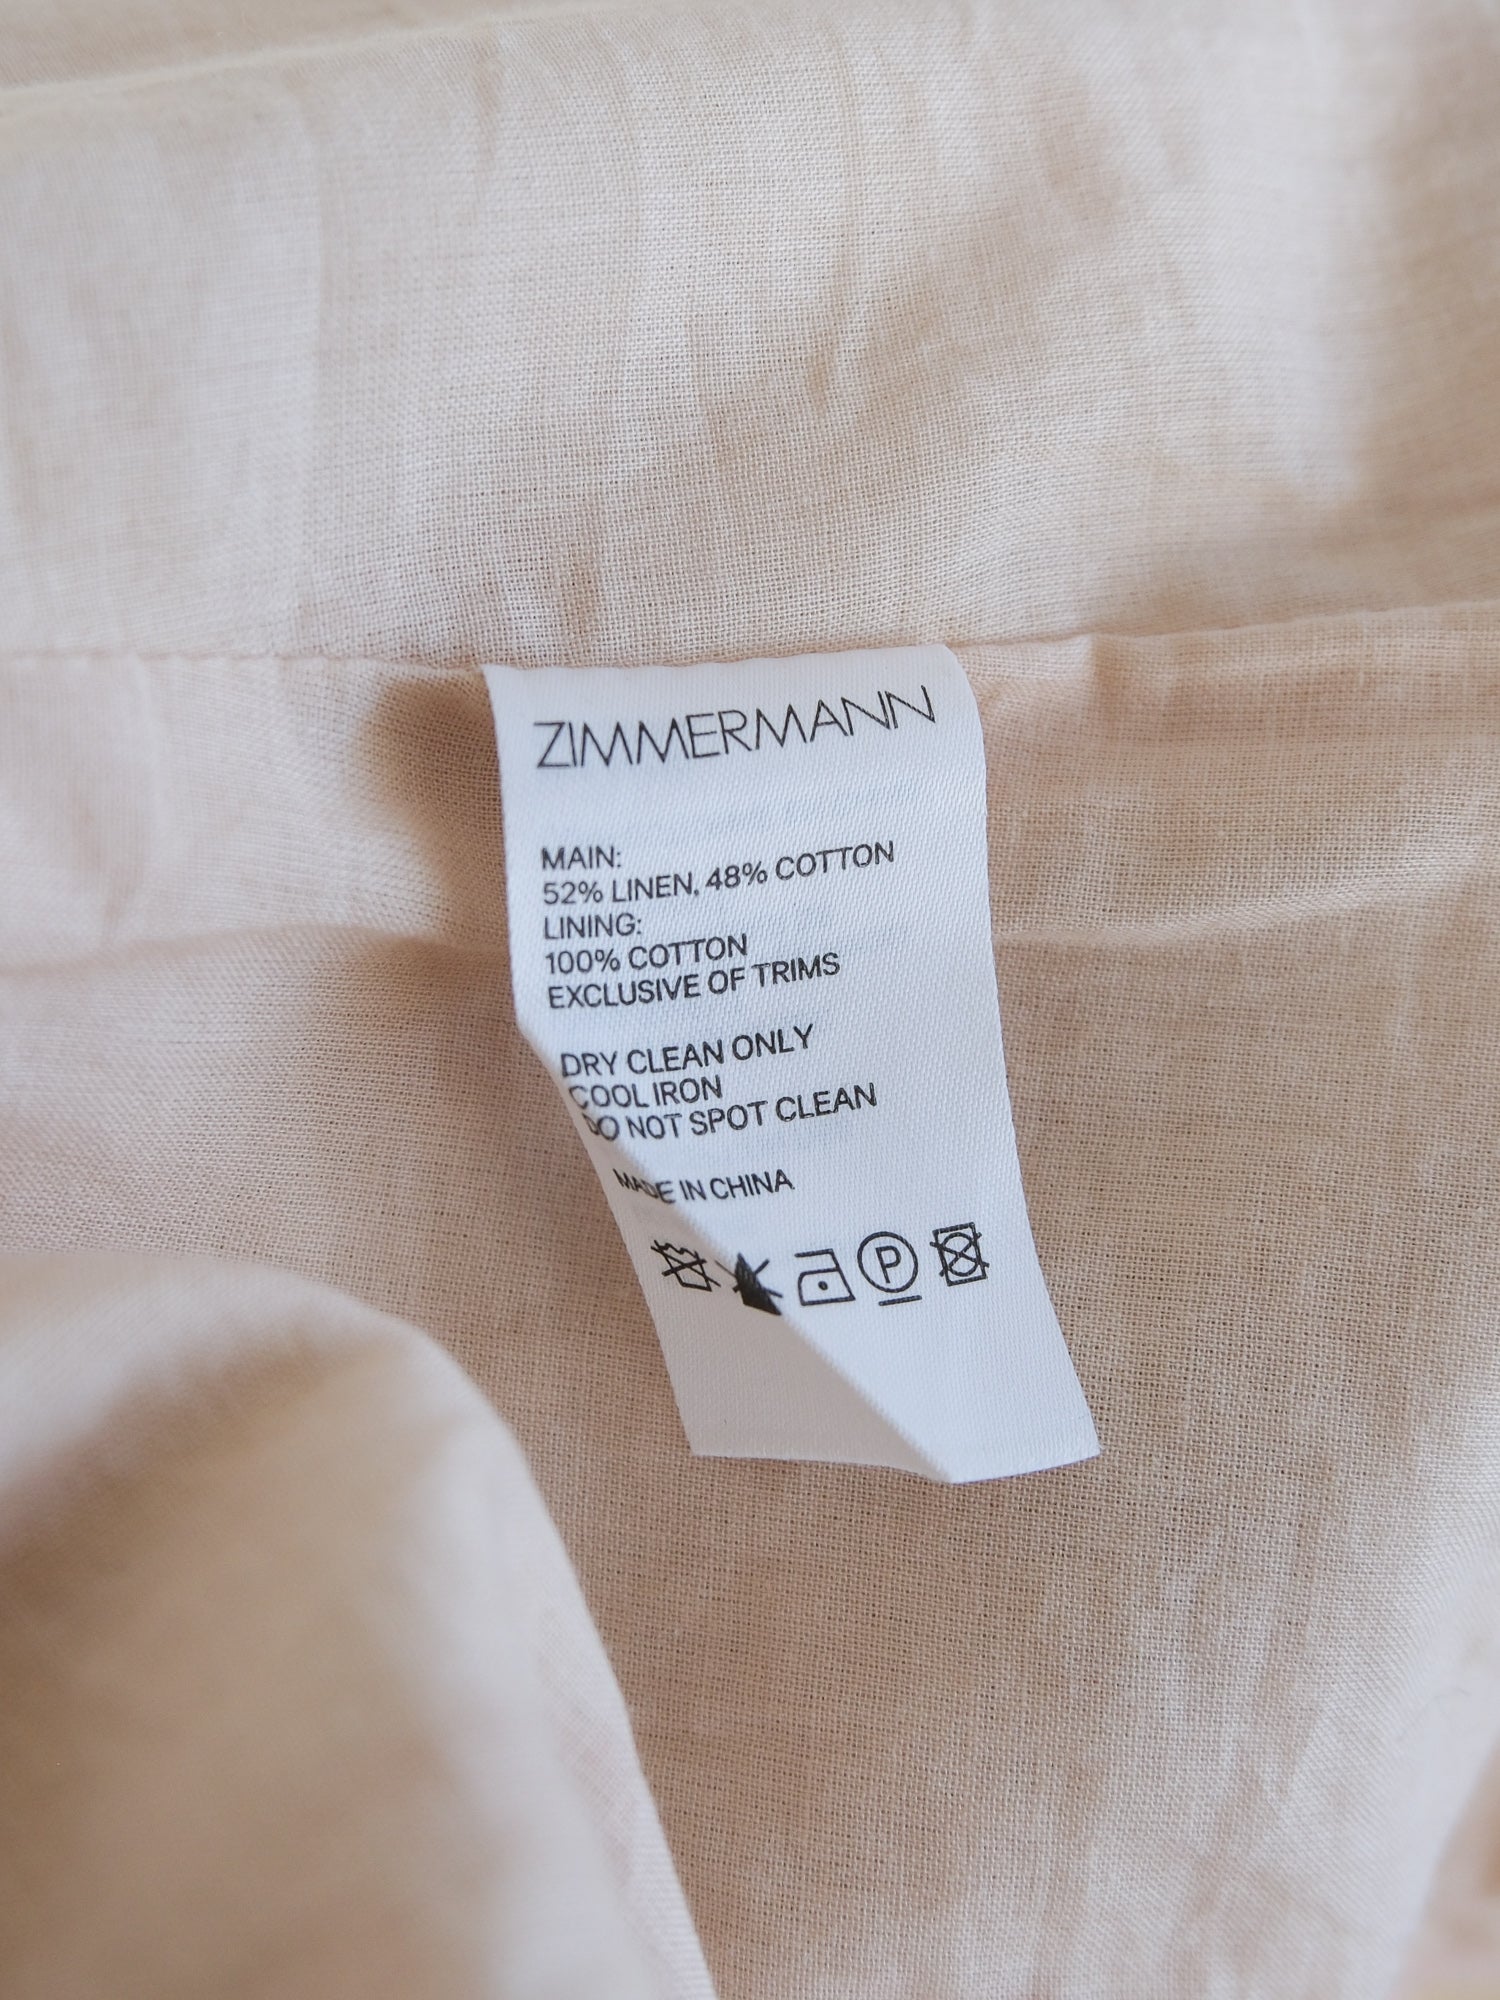 ZIMMERMANN
MAIN:
52% LINEN, 48% COTTON
LINING:
100% COTTON
EXCLUSIVE OF TRIMS
DRY CLEAN ONLY
COOL IRON
DO NOT SPOT CLEAN
MADE IN CHINA
P